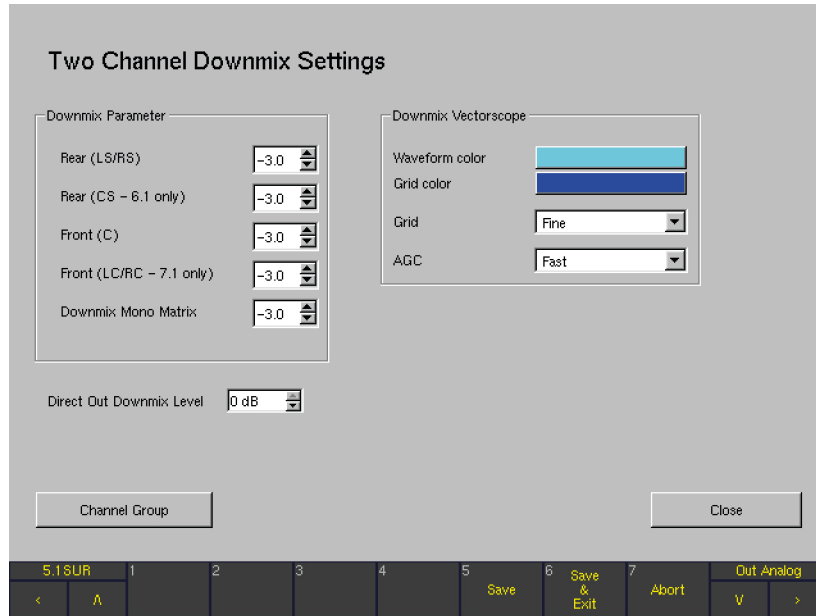 Two Channel Downmix Settings
Downmix Parameter
Rear (LS/RS) -3.0
Rear (CS - 6.1 only) -3.0
Front (C) -3.0
Front (LC/RC - 7.1 only) -3.0
Downmix Mono Matrix -3.0
Downmix Vectorscope
Waveform color
Grid color
Grid Fine
AGC Fast
Direct Out Downmix Level 0 dB
Channel Group
Close
5.1SUR 1 2 3 4 5 Save 6 Save & Exit 7 Abort Out Analog
< Λ V >